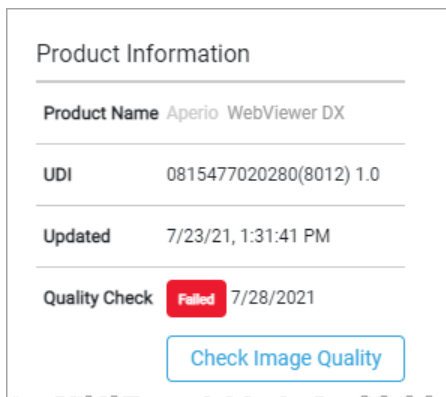 Product Information
Product Name Aperio WebViewer DX
UDI 0815477020280(8012) 1.0
Updated 7/23/21, 1:31:41 PM
Quality Check Failed 7/28/2021
Check Image Quality